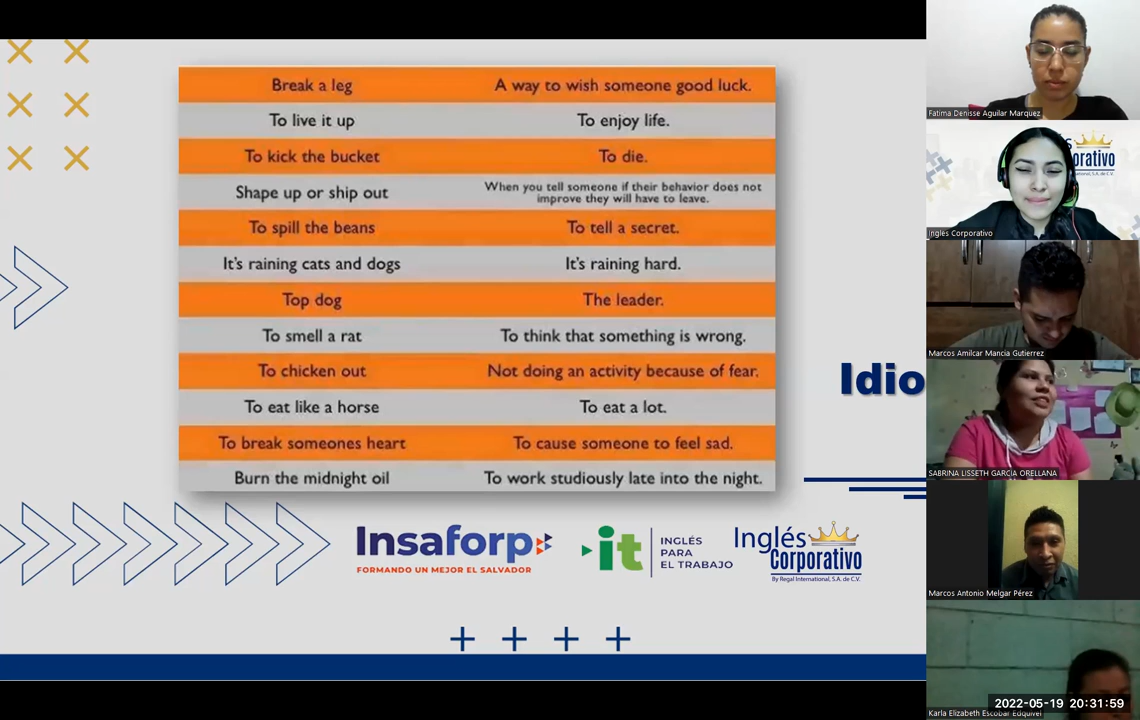 Break a leg A way to wish someone good luck.
To live it up To enjoy life.
To kick the bucket To die.
Shape up or ship out When you tell someone if their behavior does not
improve they will have to leave.
To spill the beans To tell a secret.
It's raining cats and dogs It's raining hard.
Top dog The leader.
To smell a rat To think that something is wrong.
To chicken out Not doing an activity because of fear.
To eat like a horse To eat a lot.
To break someones heart To cause someone to feel sad.
Burn the midnight oil To work studiously late into the night.
Idio
Insaforp
FORMANDO UN MEJOR EL SALVADOR
it
INGLÉS
PARA
EL TRABAJO
Inglés
Corporativo
By Regal International, S.A. de C.V.
Fatima Denisse Aguilar Marquez
s
orativo
national, S.A. de C.V.
Inglés Corporativo
Marcos Amilcar Mancia Gutierrez
SABRINA LISSETH GARCIA ORELLANA
Marcos Antonio Melgar Pérez
2022-05-19 20:31:59
Karla Elizabeth Escobar